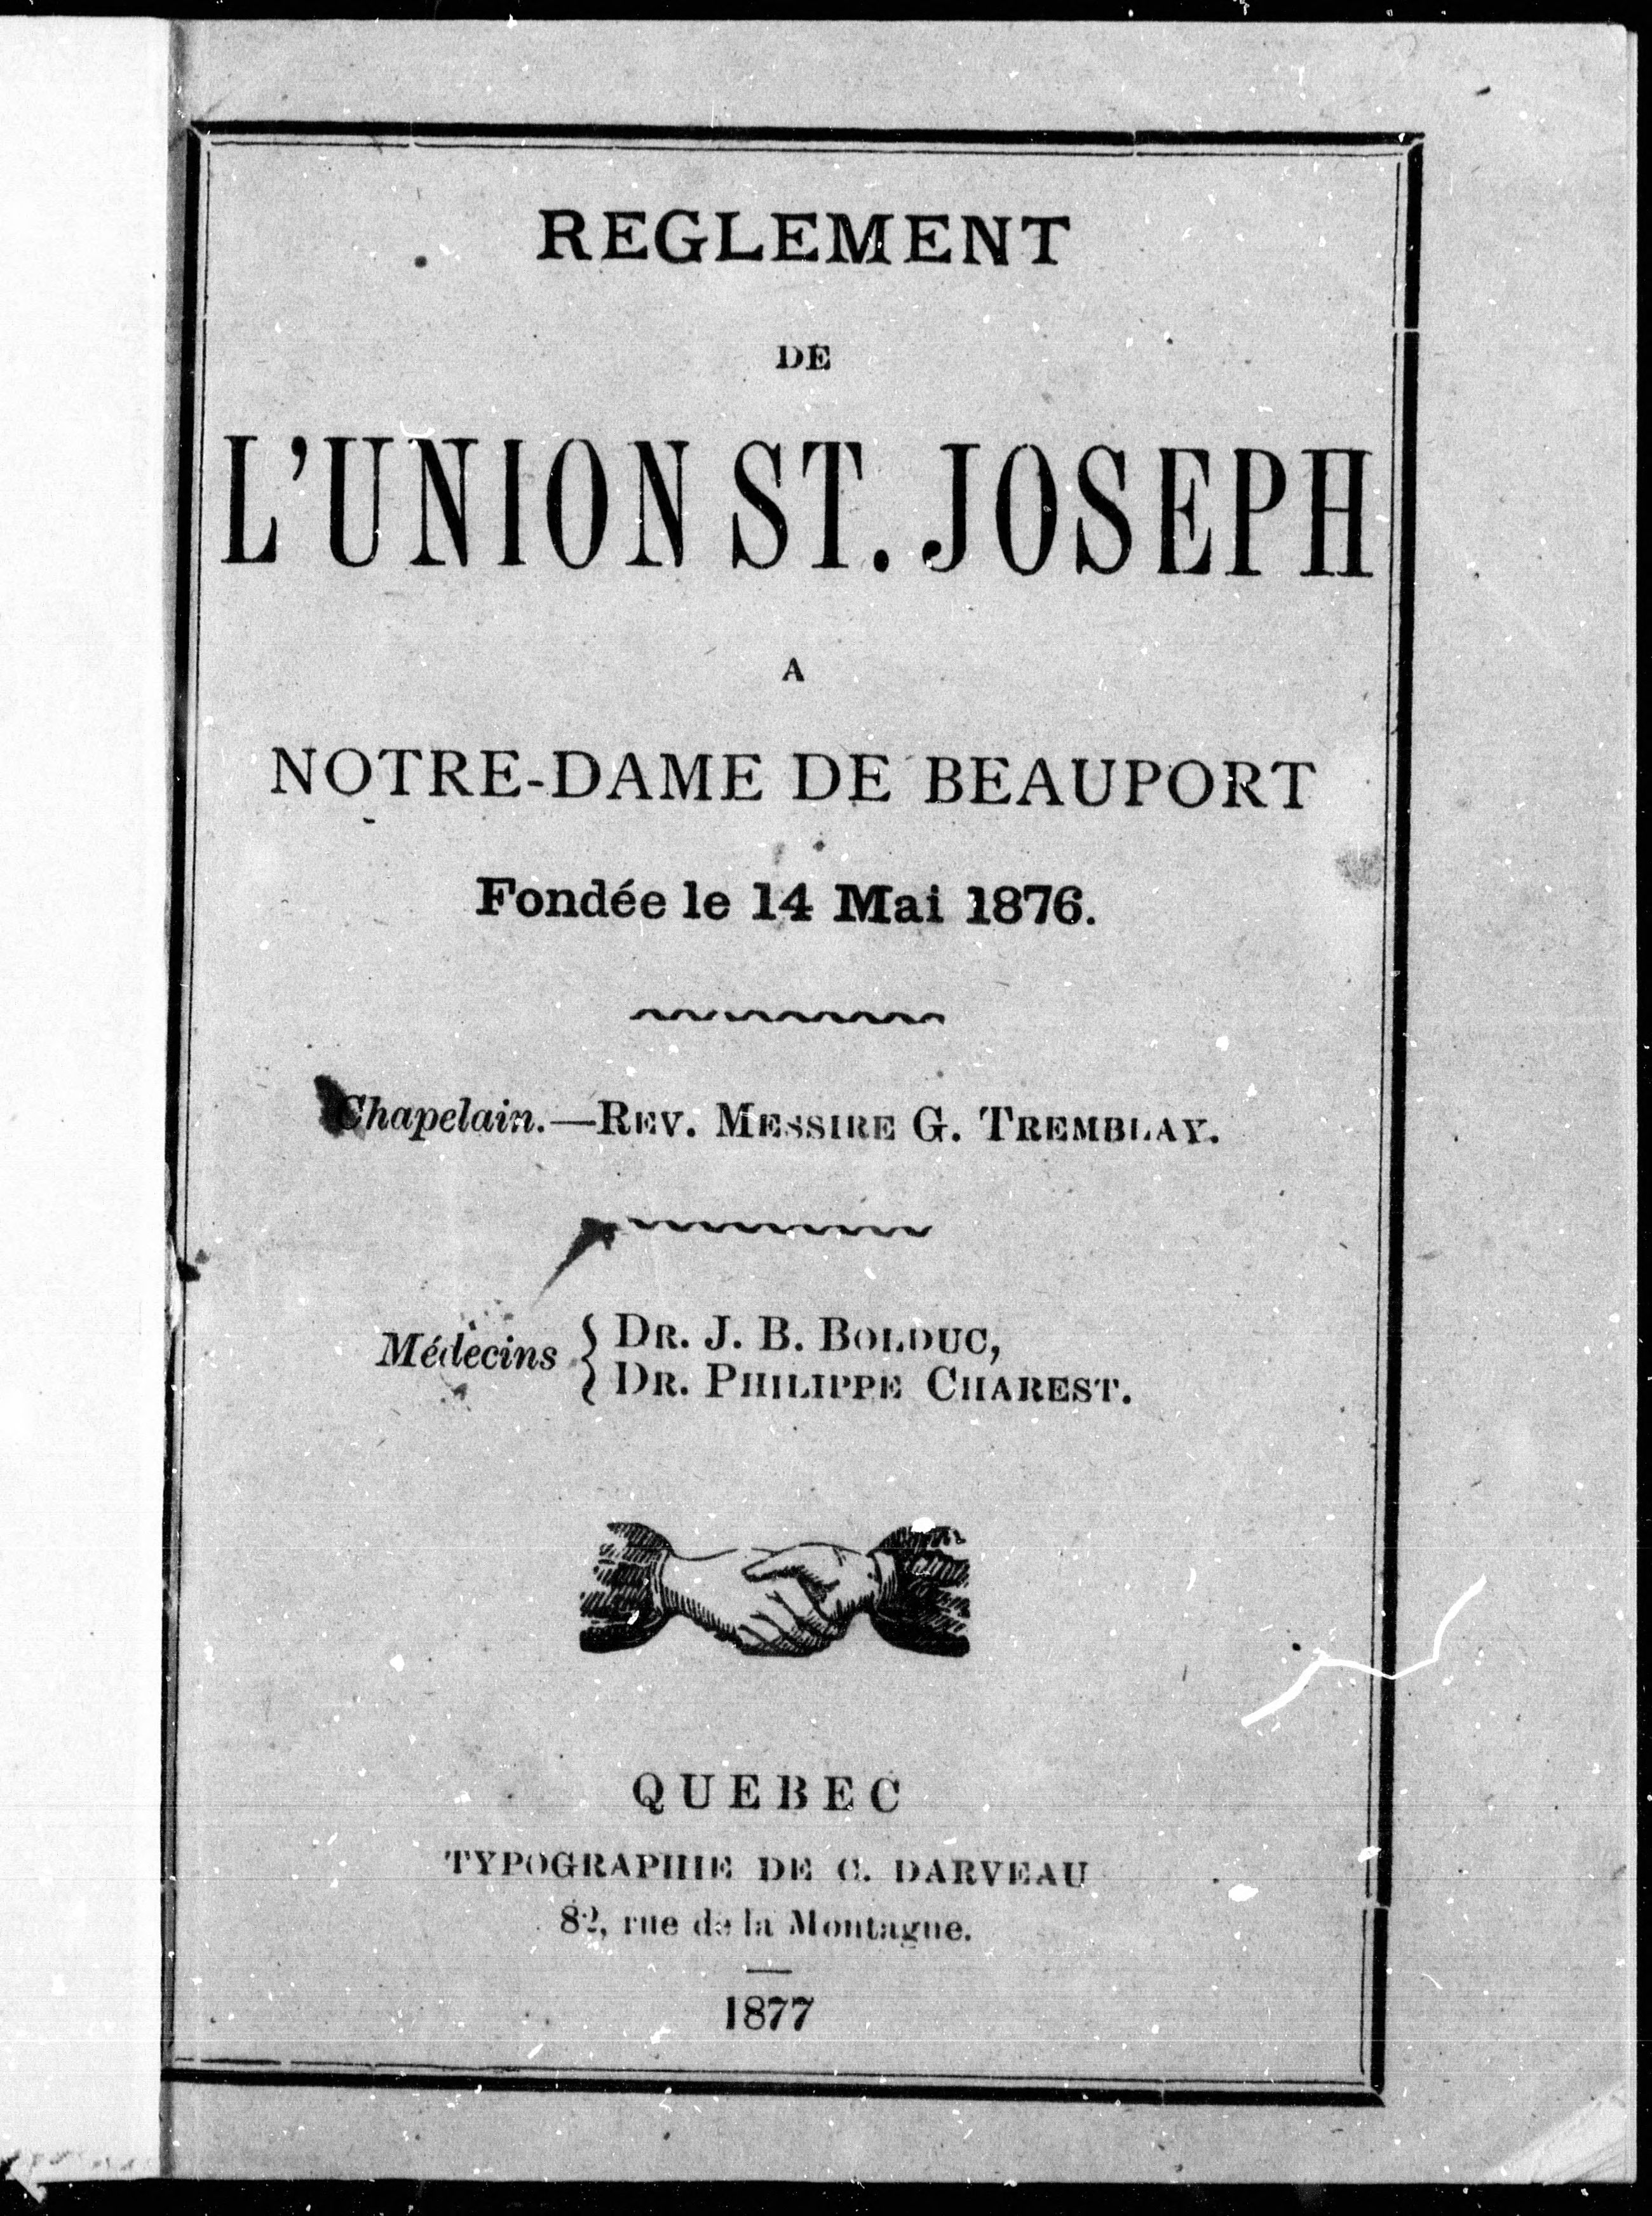 REGLEMENT
DE
L'UNION ST. JOSEPH
A
NOTRE-DAME DE BEAUPORT
Fondée le 14 Mai 1876.
Chapelain.—REV. MESSIRE G. TREMBLAY.
Médecins { DR. J. B. BOLDUC,
DR. PHILIPPE CHAREST.
QUEBEC
TYPOGRAPHIE DE C. DARVEAU
82, rue de la Montagne.
1877